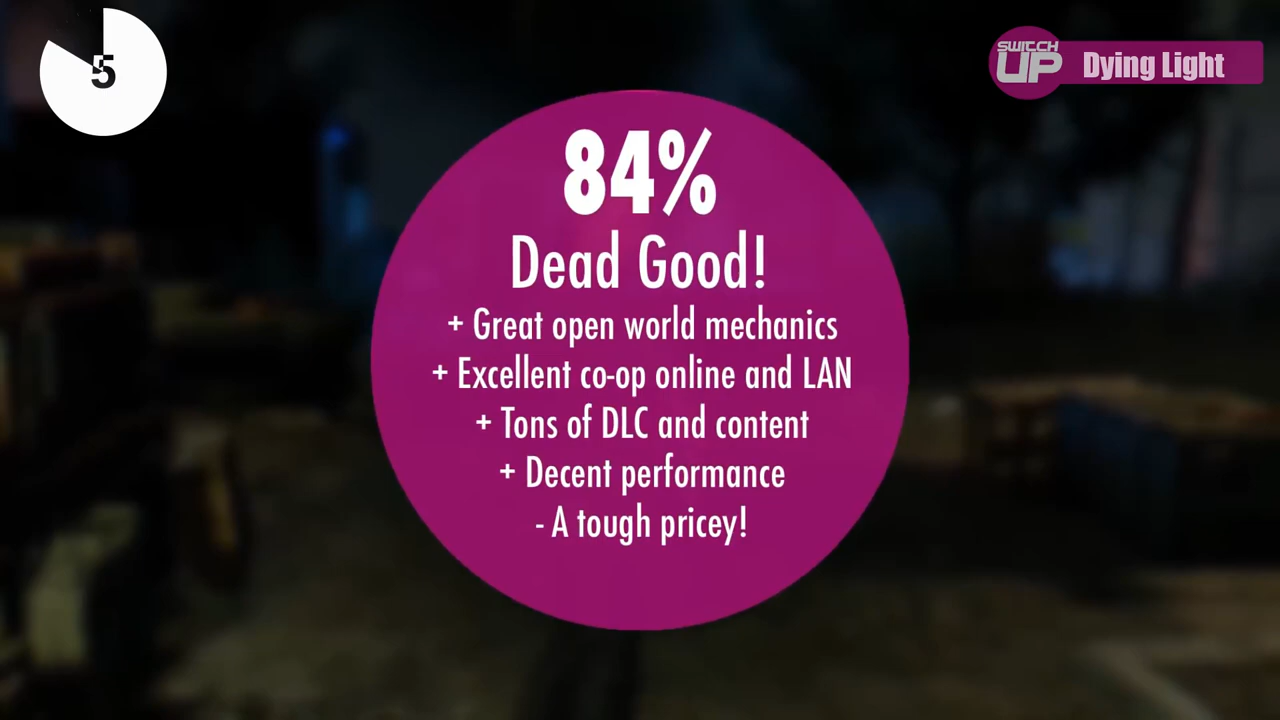 5
SWITCH
UP
Dying Light
84%
Dead Good!
+ Great open world mechanics
+ Excellent co-op online and LAN
+ Tons of DLC and content
+ Decent performance
- A tough pricey!